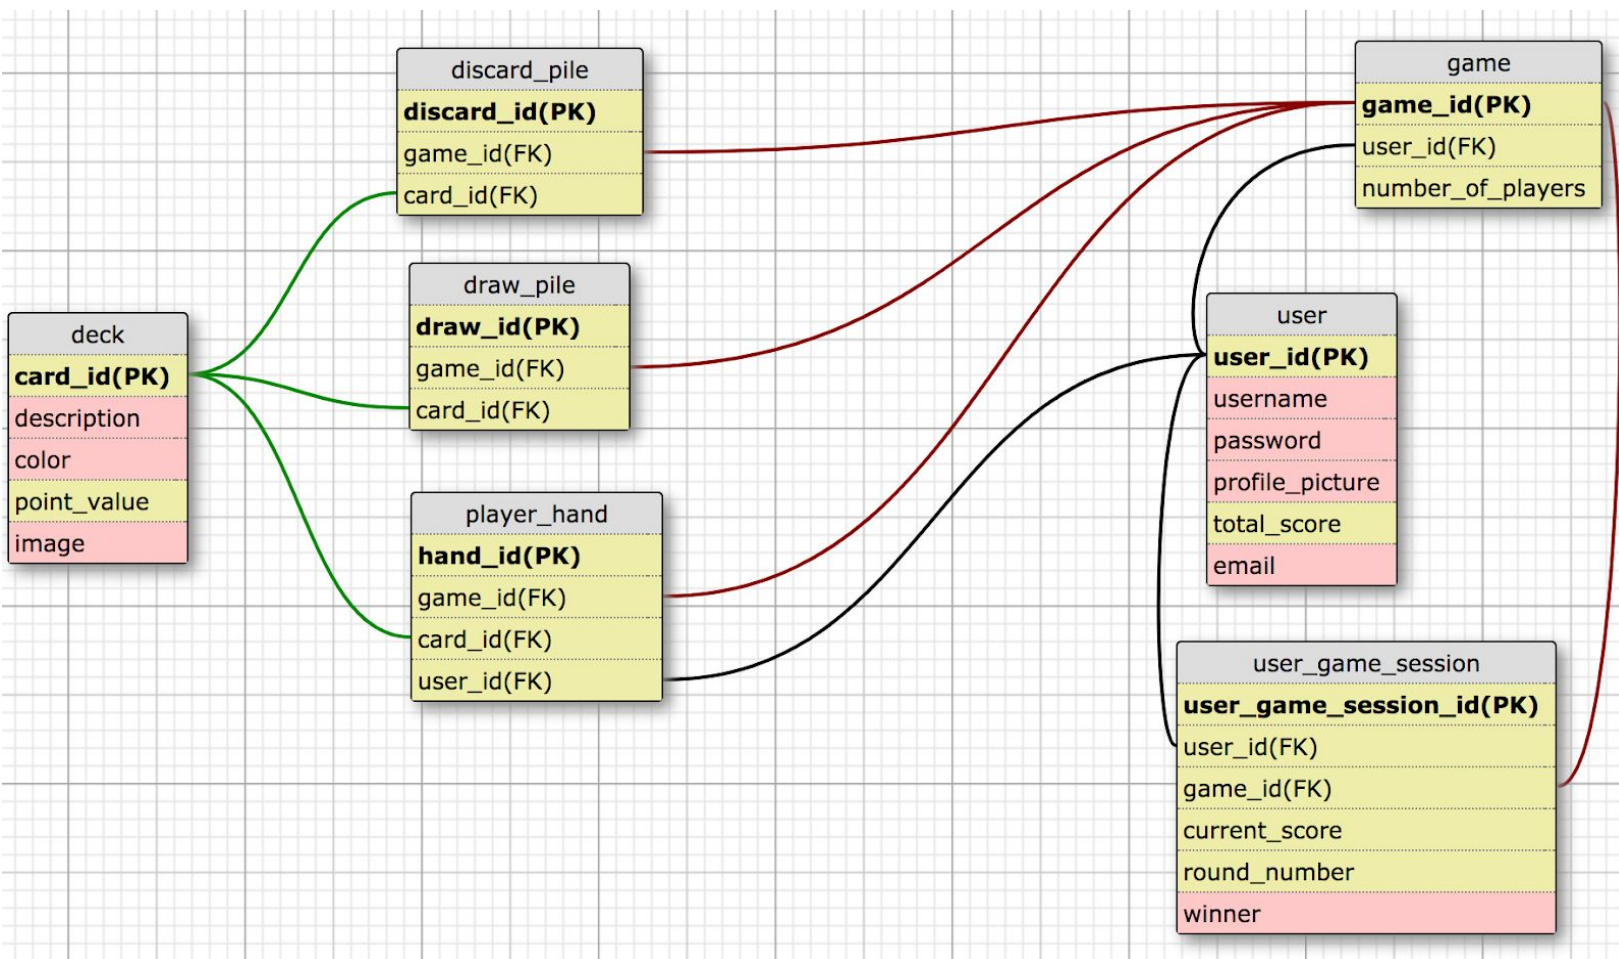 discard_pile
discard_id(PK)
game_id(FK)
card_id(FK)
game
game_id(PK)
user_id(FK)
number_of_players
draw_pile
draw_id(PK)
game_id(FK)
card_id(FK)
deck
card_id(PK)
description
color
point_value
image
user
user_id(PK)
username
password
profile_picture
total_score
email
player_hand
hand_id(PK)
game_id(FK)
card_id(FK)
user_id(FK)
user_game_session
user_game_session_id(PK)
user_id(FK)
game_id(FK)
current_score
round_number
winner